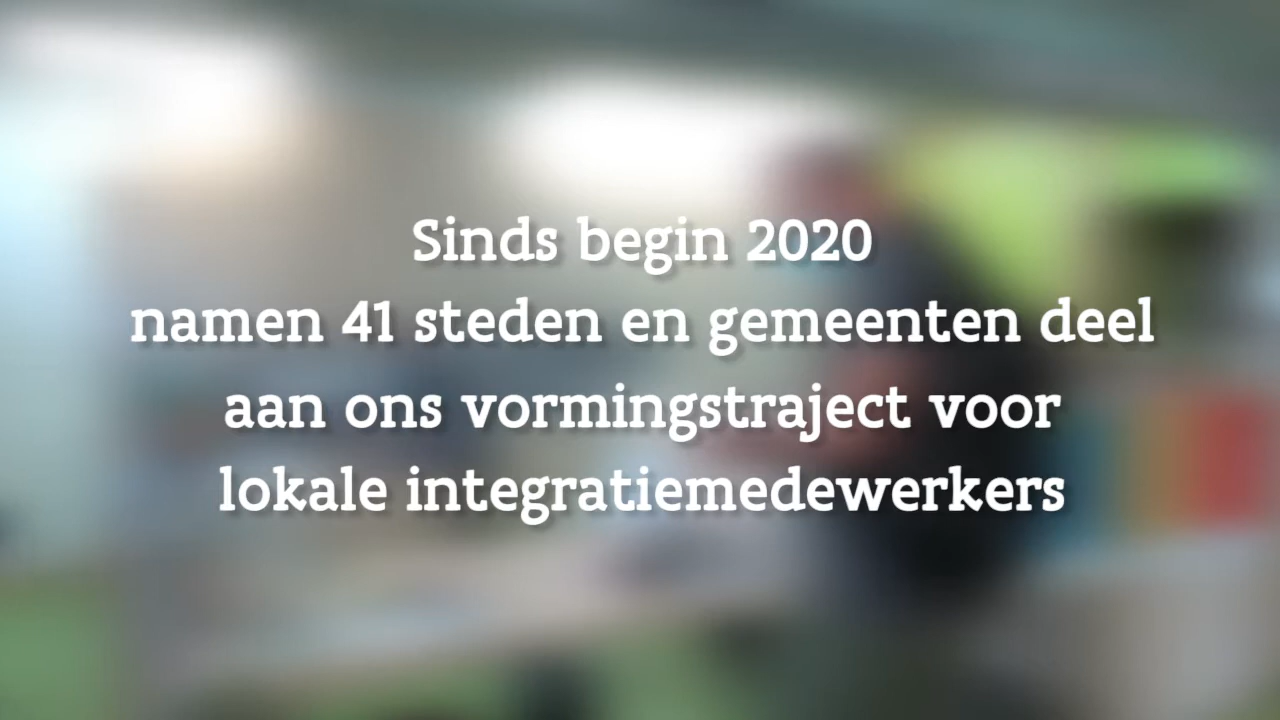 Sinds begin 2020
namen 41 steden en gemeenten deel
aan ons vormingstraject voor
lokale integratiemedewerkers